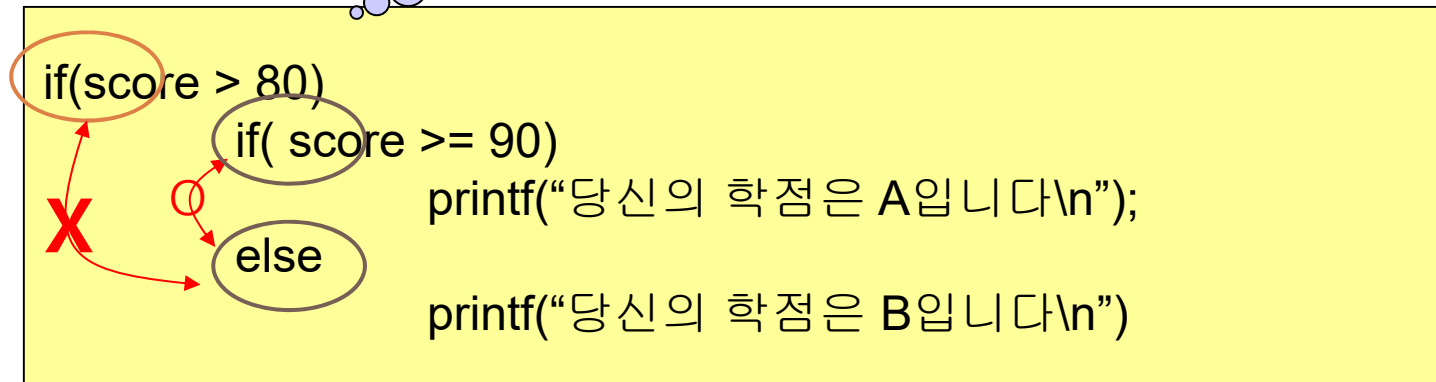 if(score > 80)
if( score >= 90)
printf(“당신의 학점은 A입니다\n”);
else
printf(“당신의 학점은 B입니다\n”)
X
O